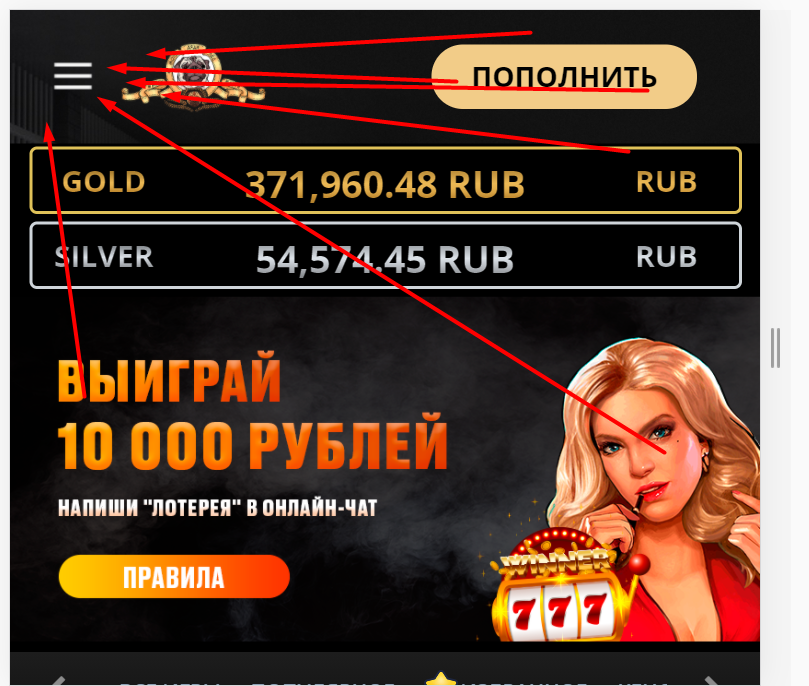 ПОПОЛНИТЬ
GOLD 371,960.48 RUB RUB
SILVER 54,574.45 RUB RUB
ВЫИГРАЙ
10 000 РУБЛЕЙ
НАПИШИ "ЛОТЕРЕЯ" В ОНЛАЙН-ЧАТ
ПРАВИЛА
WINNER
777